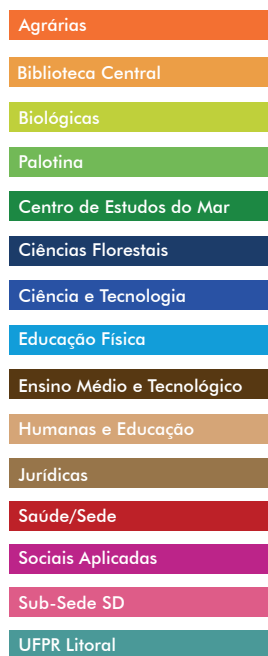 Agrárias
Biblioteca Central
Biológicas
Palotina
Centro de Estudos do Mar
Ciências Florestais
Ciência e Tecnologia
Educação Física
Ensino Médio e Tecnológico
Humanas e Educação
Jurídicas
Saúde/Sede
Sociais Aplicadas
Sub-Sede SD
UFPR Litoral